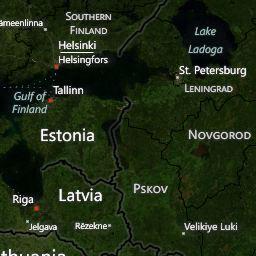 Southern
Finland
ämeenlinna
Lake
Ladoga
Helsinki
Helsingfors
St. Petersburg
Leningrad
Gulf of
Finland
Tallinn
Estonia
Novgorod
Latvia
Pskov
Riga
Jelgava
Rēzekne
Velikiye Luki
thuania